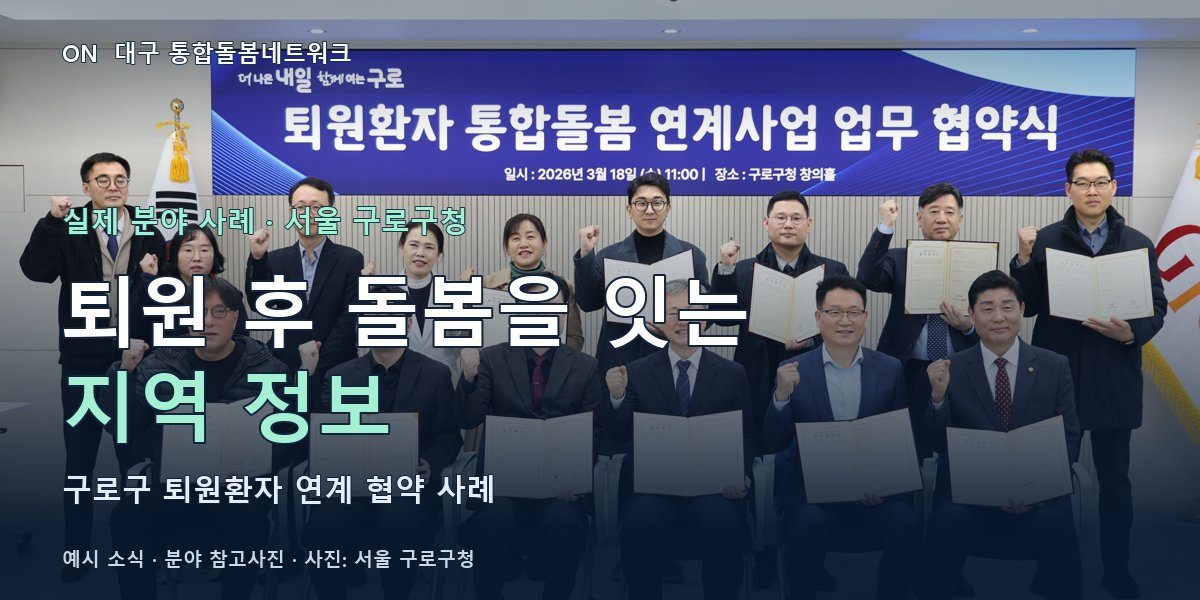 ON 대구 통합돌봄네트워크
더 나은 내일 함께 여는 구로
퇴원환자 통합돌봄 연계사업 업무 협약식
일시 : 2026년 3월 18일 (수) 11:00 | 장소 : 구로구청 창의홀
실제 분야 사례 · 서울 구로구청
퇴원 후 돌봄을 잇는
지역 정보
구로구 퇴원환자 연계 협약 사례
예시 소식 · 분야 참고사진 · 사진: 서울 구로구청